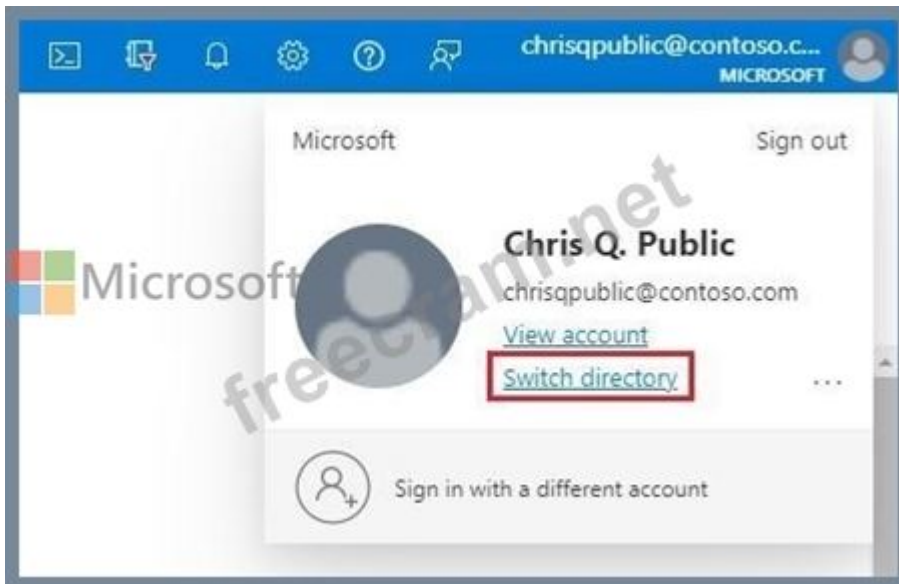 chrisqpublic@contoso.c...
MICROSOFT
Microsoft
Sign out
Chris Q. Public
chrisqpublic@contoso.com
View account
Switch directory
...
Sign in with a different account
Microsoft
freecram.net